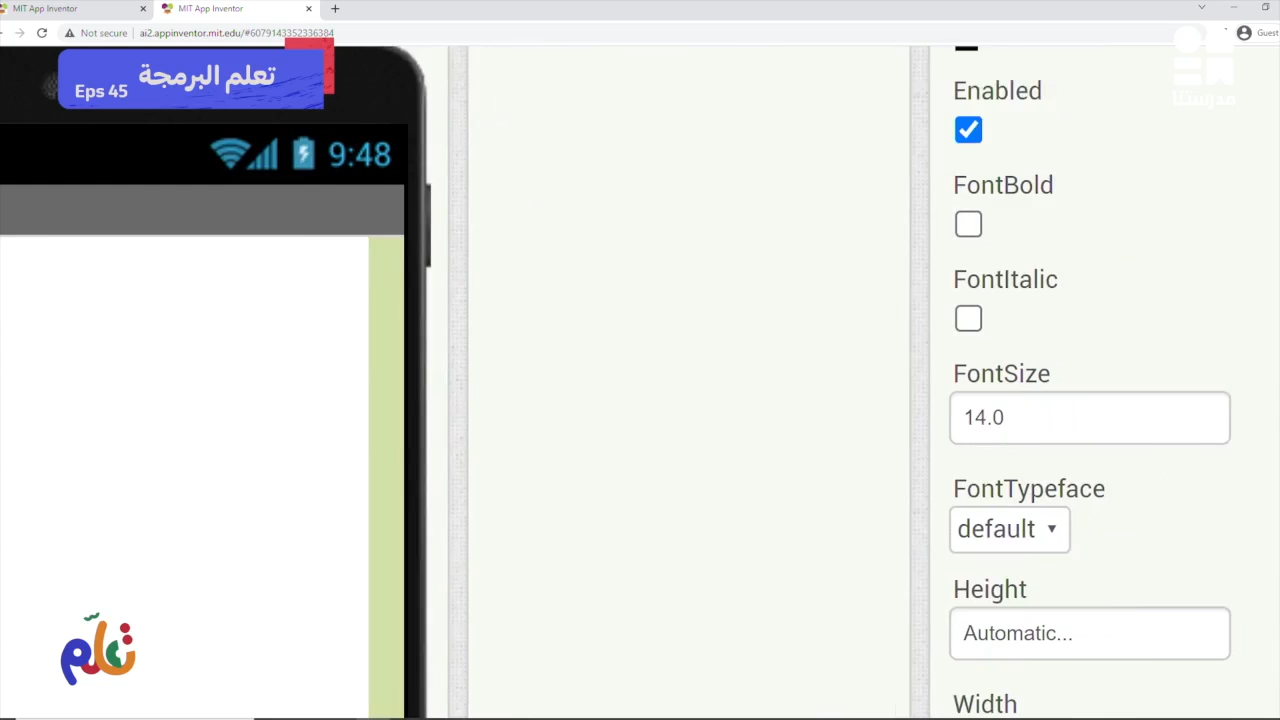 MIT App Inventor
MIT App Inventor
Not secure
ai2.appinventor.mit.edu/#6079143352336384
Guest
تعلم البرمجة
Eps 45
مدرستنا
9:48
Enabled
FontBold
FontItalic
FontSize
14.0
FontTypeface
default
Height
Automatic...
Width